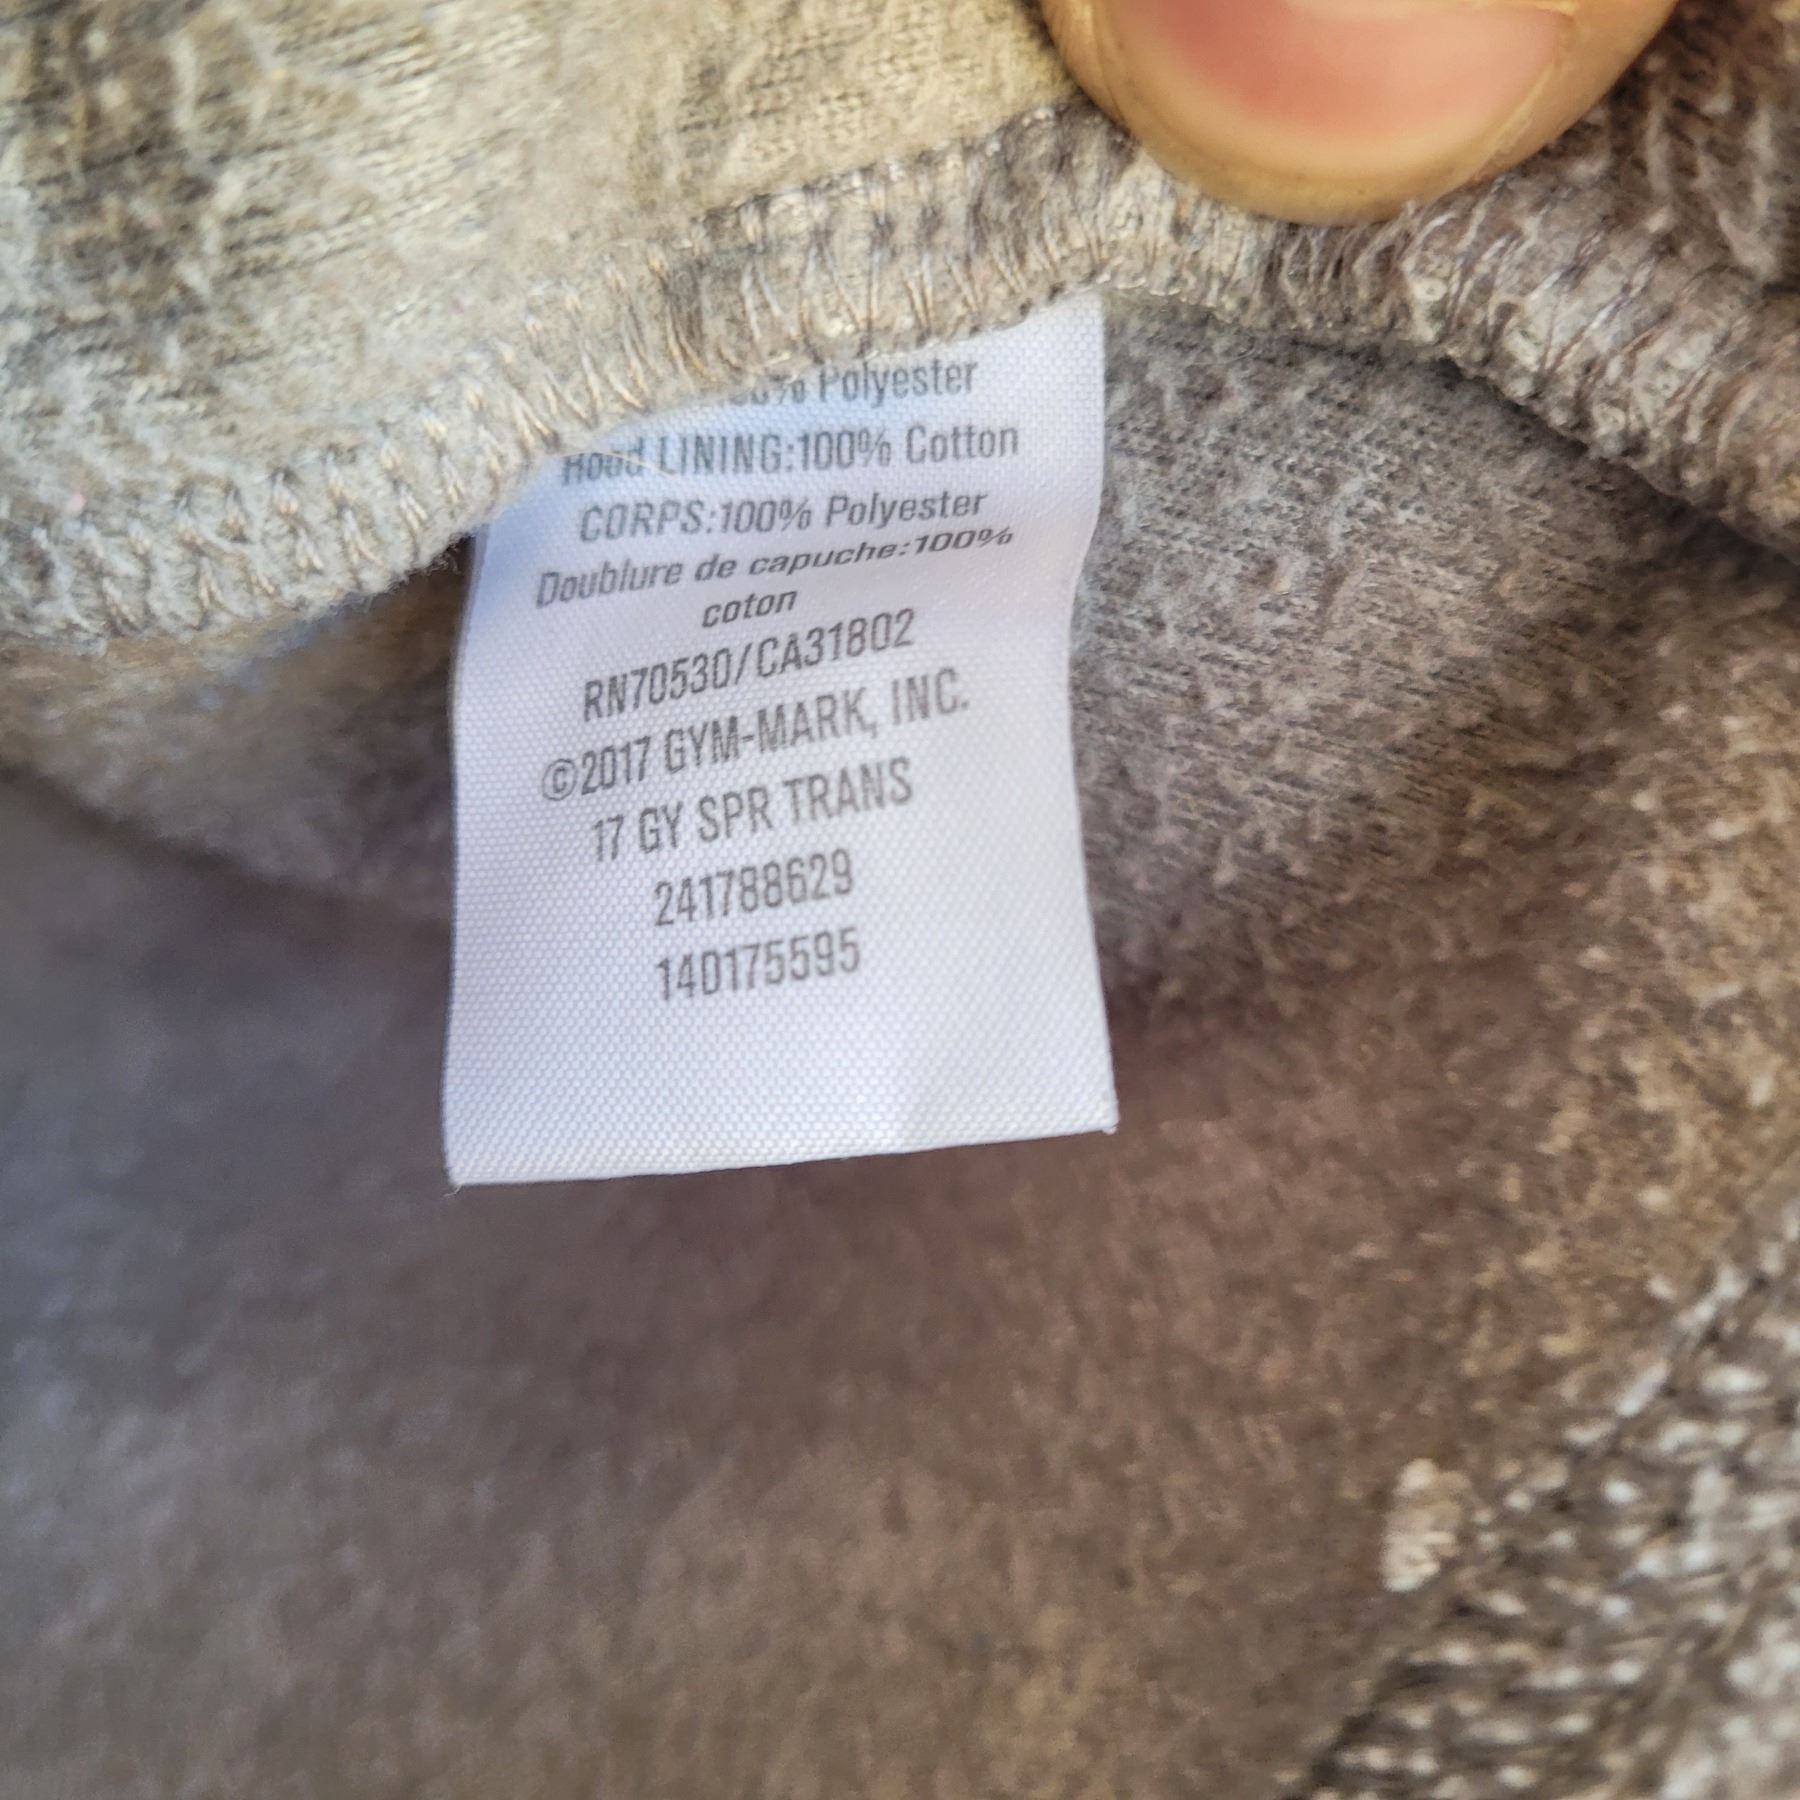 % Polyester
Hood LINING:100% Cotton
CORPS:100% Polyester
Doublure de capuche:100%
coton
RN70530/CA31802
©2017 GYM-MARK, INC.
17 GY SPR TRANS
241788629
140175595